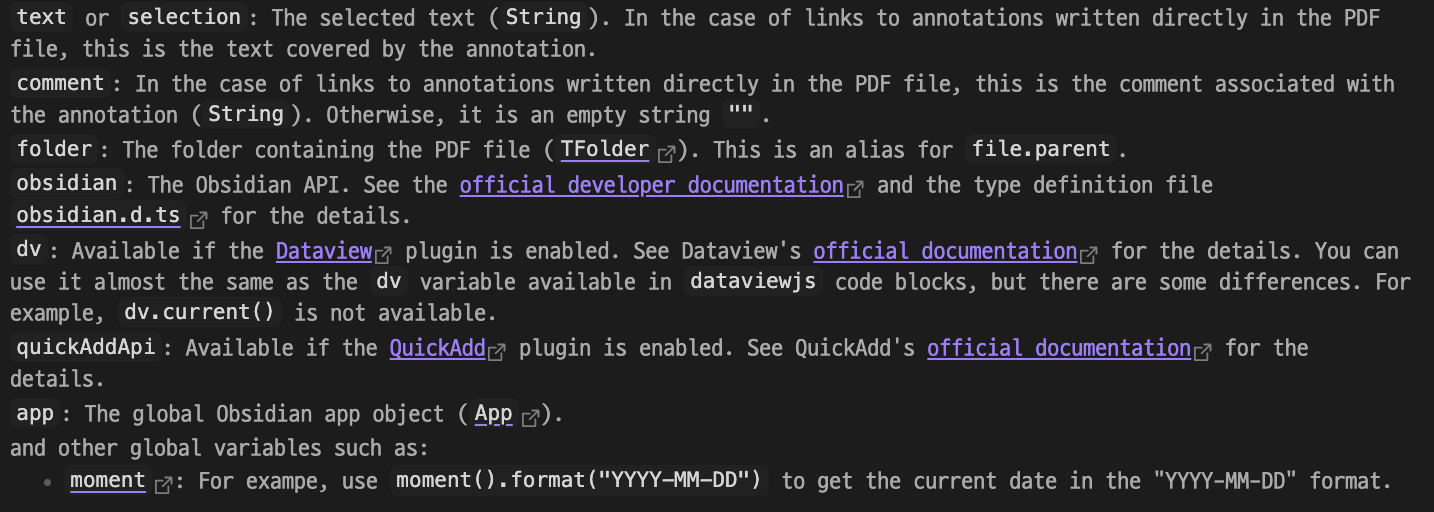 text or selection: The selected text (String). In the case of links to annotations written directly in the PDF
file, this is the text covered by the annotation.
comment: In the case of links to annotations written directly in the PDF file, this is the comment associated with
the annotation (String). Otherwise, it is an empty string "".
folder: The folder containing the PDF file (TFolder). This is an alias for file.parent.
obsidian: The Obsidian API. See the official developer documentation and the type definition file
obsidian.d.ts for the details.
dv: Available if the Dataview plugin is enabled. See Dataview's official documentation for the details. You can
use it almost the same as the dv variable available in dataviewjs code blocks, but there are some differences. For
example, dv.current() is not available.
quickAddApi: Available if the QuickAdd plugin is enabled. See QuickAdd's official documentation for the
details.
app: The global Obsidian app object (App).
and other global variables such as:
• moment: For exampe, use moment().format("YYYY-MM-DD") to get the current date in the "YYYY-MM-DD" format.